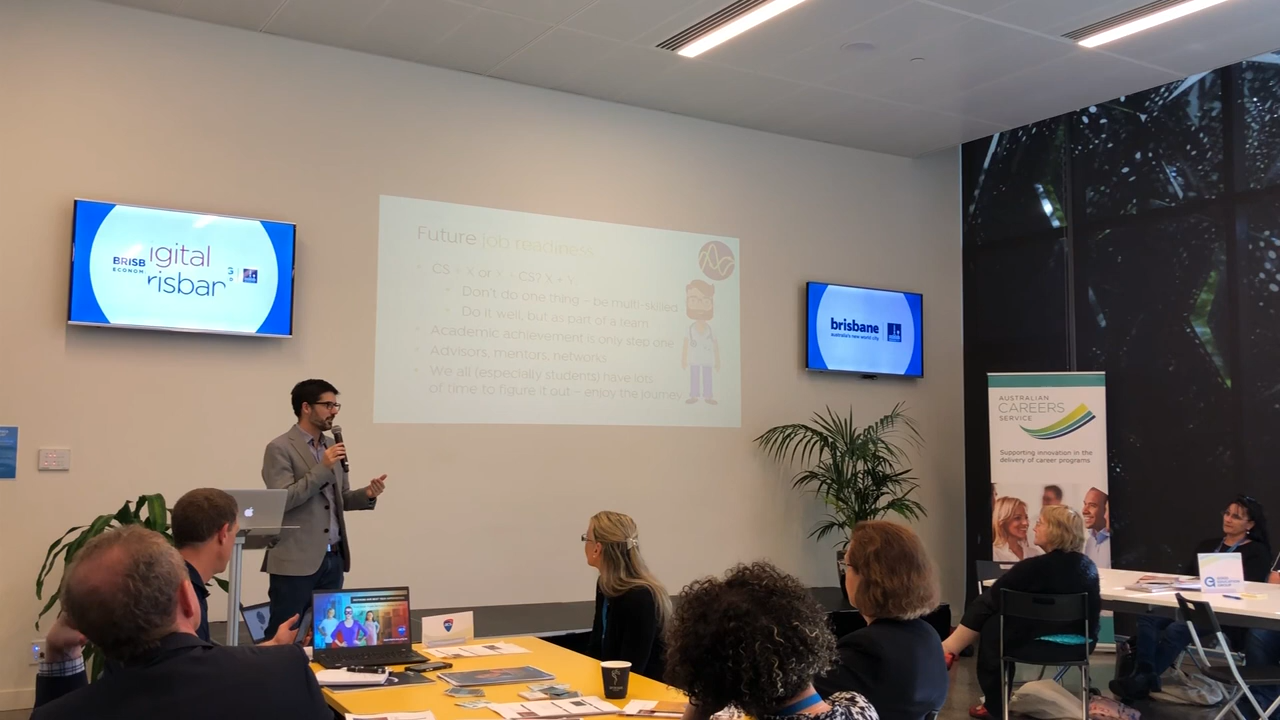 BRISB
ECONOM
igital
risban
Future job readiness
CS + X or X + CS? X + Y?
Don't do one thing – be multi-skilled
Do it well, but as part of a team
Academic achievement is only step one
Advisors, mentors, networks
We all (especially students) have lots
of time to figure it out – enjoy the journey
brisbane
australia's new world city
AUSTRALIAN
CAREERS
SERVICE
Supporting innovation in the
delivery of career programs